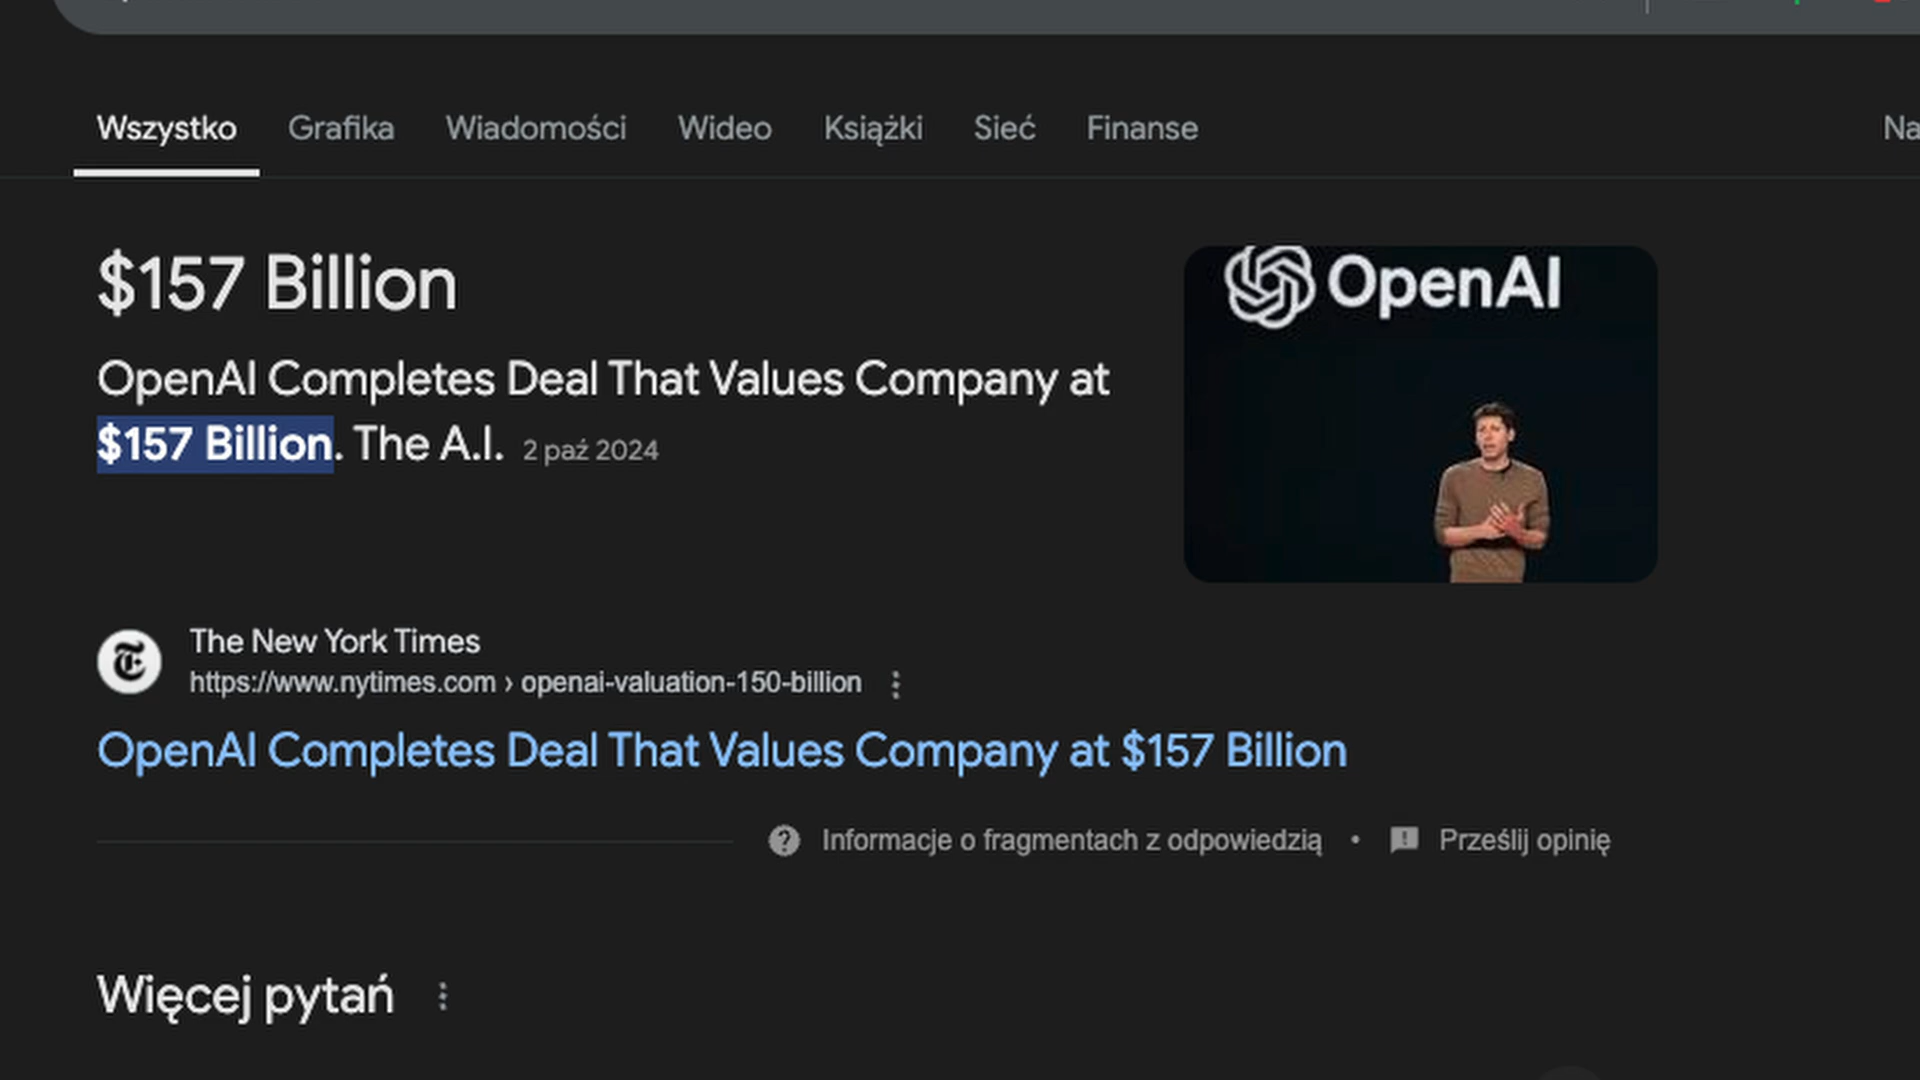 Wszystko Grafika Wiadomości Wideo Książki Sieć Finanse
$157 Billion
OpenAI Completes Deal That Values Company at
$157 Billion. The A.I. 2 paź 2024
OpenAI
The New York Times
https://www.nytimes.com › openai-valuation-150-billion
OpenAI Completes Deal That Values Company at $157 Billion
Informacje o fragmentach z odpowiedzią • Prześlij opinię
Więcej pytań